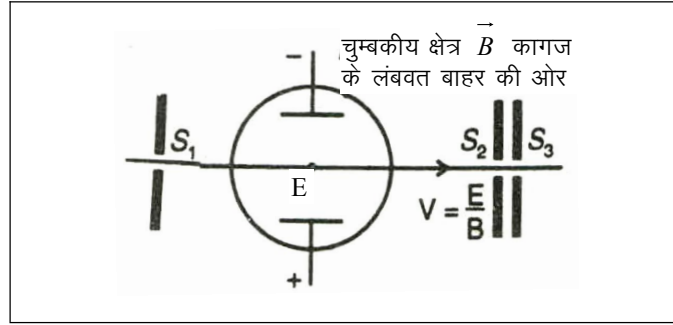 चुम्बकीय क्षेत्र B कागज
के लंबवत बाहर की ओर
−
S₁
S₂
S₃
E
V = E/B
+